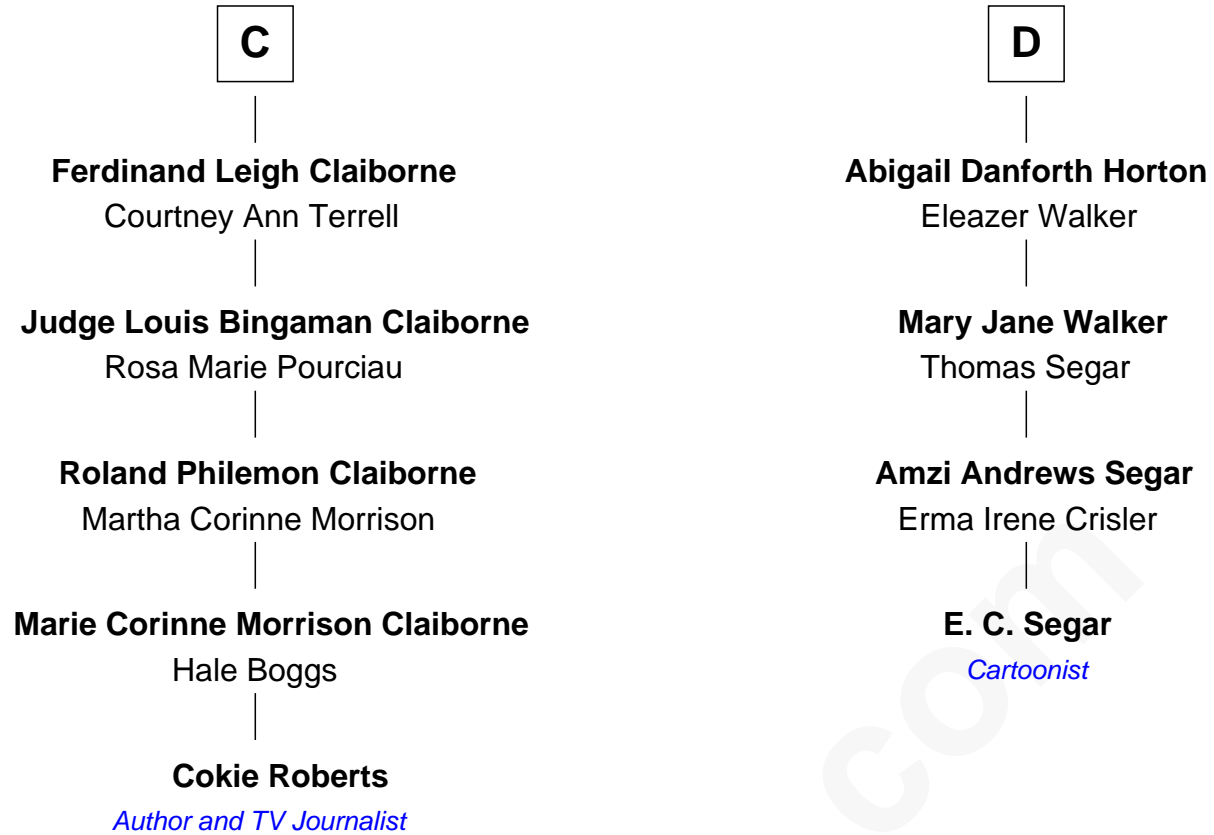 C
Ferdinand Leigh Claiborne
Courtney Ann Terrell
Judge Louis Bingaman Claiborne
Rosa Marie Pourciau
Roland Philemon Claiborne
Martha Corinne Morrison
Marie Corinne Morrison Claiborne
Hale Boggs
Cokie Roberts
Author and TV Journalist
D
Abigail Danforth Horton
Eleazer Walker
Mary Jane Walker
Thomas Segar
Amzi Andrews Segar
Erma Irene Crisler
E. C. Segar
Cartoonist
com